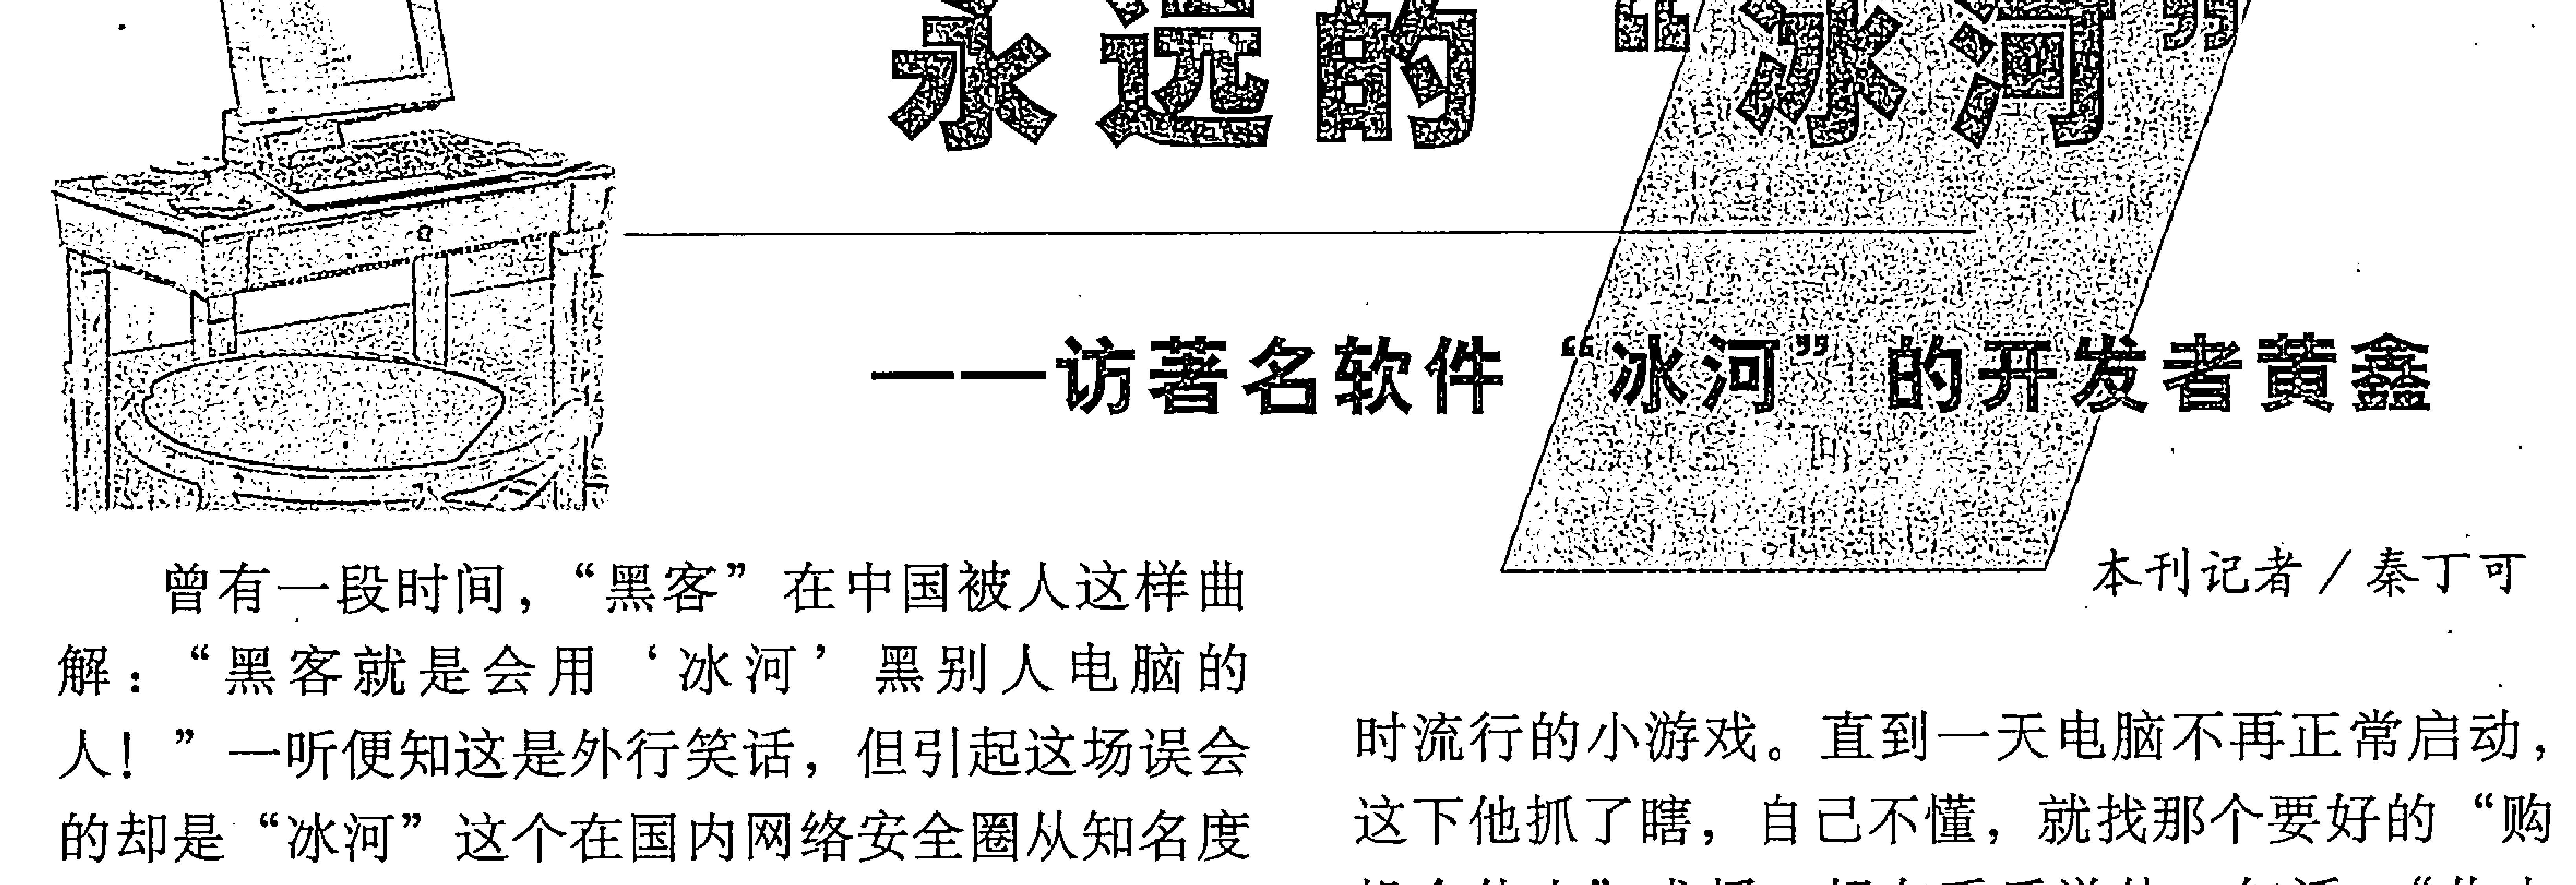 永远的“冰河”
——访著名软件“冰河”的开发者黄鑫
本刊记者／秦丁可
曾有一段时间，“黑客”在中国被人这样曲
解：“黑客就是会用‘冰河’黑别人电脑的
人！”一听便知这是外行笑话，但引起这场误会
的却是“冰河”这个在国内网络安全圈从知名度
时流行的小游戏。直到一天电脑不再正常启动，
这下他抓了瞎，自己不懂，就找那个要好的“购